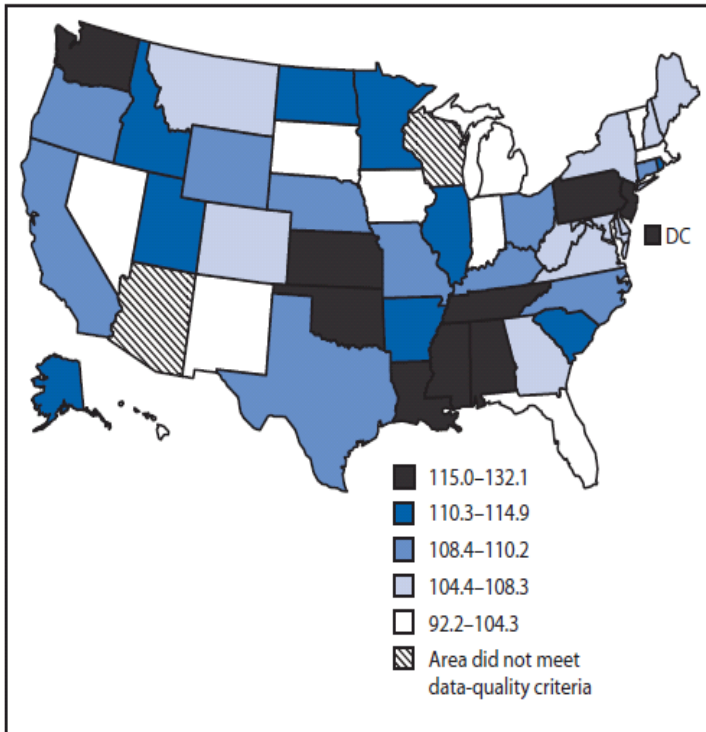 DC
115.0–132.1
110.3–114.9
108.4–110.2
104.4–108.3
92.2–104.3
Area did not meet
data-quality criteria